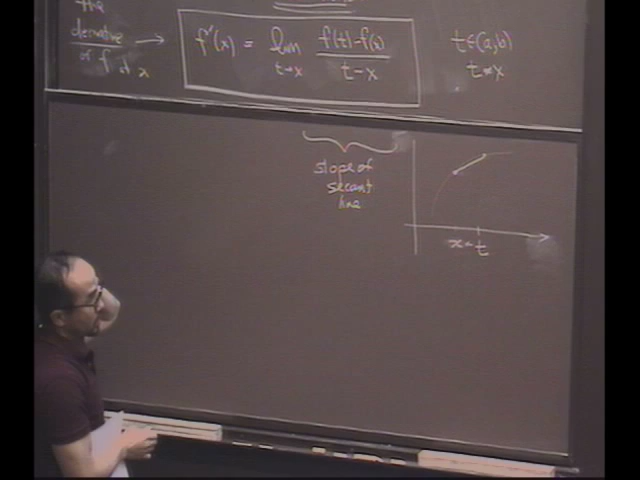 the
derivative
of f at x → f'(x) = lim t→x f(t)-f(x) / t-x
t∈(a,b)
t≠x
slope of
secant
line
x t